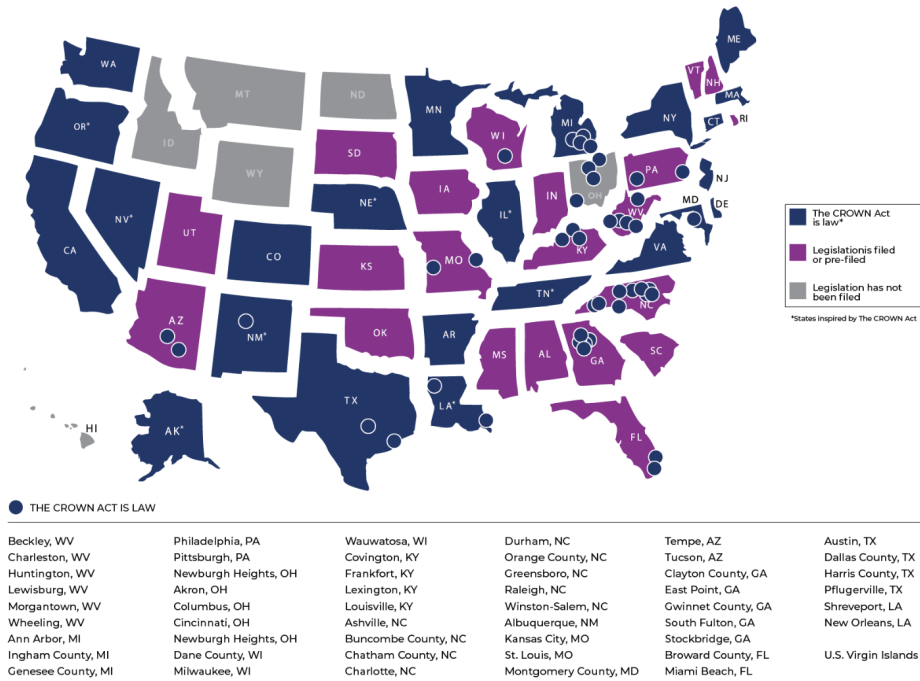 WA
OR*
CA
NV*
ID
MT
WY
UT
AZ
CO
NM*
ND
SD
NE*
KS
OK
TX
MN
IA
MO
AR
LA*
WI
IL*
MI
IN
OH
KY
TN*
MS
AL
GA
FL
SC
NC
VA
WV
PA
NY
VT
NH
ME
MA
RI
CT
NJ
DE
MD
AK*
HI
The CROWN Act
is law*
Legislationis filed
or pre-filed
Legislation has not
been filed
*States inspired by The CROWN Act
THE CROWN ACT IS LAW
Beckley, WV
Charleston, WV
Huntington, WV
Lewisburg, WV
Morgantown, WV
Wheeling, WV
Ann Arbor, MI
Ingham County, MI
Genesee County, MI
Philadelphia, PA
Pittsburgh, PA
Newburgh Heights, OH
Akron, OH
Columbus, OH
Cincinnati, OH
Newburgh Heights, OH
Dane County, WI
Milwaukee, WI
Wauwatosa, WI
Covington, KY
Frankfort, KY
Lexington, KY
Louisville, KY
Ashville, NC
Buncombe County, NC
Chatham County, NC
Charlotte, NC
Durham, NC
Orange County, NC
Greensboro, NC
Raleigh, NC
Winston-Salem, NC
Albuquerque, NM
Kansas City, MO
St. Louis, MO
Montgomery County, MD
Tempe, AZ
Tucson, AZ
Clayton County, GA
East Point, GA
Gwinnet County, GA
South Fulton, GA
Stockbridge, GA
Broward County, FL
Miami Beach, FL
Austin, TX
Dallas County, TX
Harris County, TX
Pflugerville, TX
Shreveport, LA
New Orleans, LA
U.S. Virgin Islands